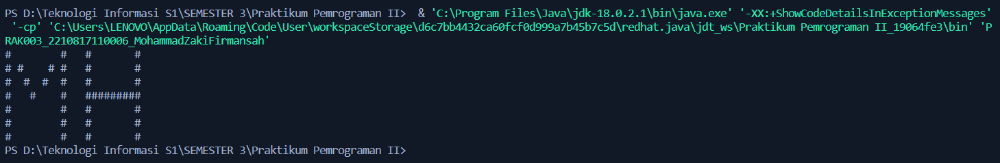 PS D:\Teknologi Informasi S1\SEMESTER 3\Praktikum Pemrograman II>  & 'C:\Program Files\Java\jdk-18.0.2.1\bin\java.exe' '-XX:+ShowCodeDetailsInExceptionMessages'
 '-cp' 'C:\Users\LENOVO\AppData\Roaming\Code\User\workspaceStorage\d6c7bb4432ca60fcf0d999a7b45b7c5d\redhat.java\jdt_ws\Praktikum Pemrograman II_19064fe3\bin' 'P
RAK003_2210817110006_MohammadZakiFirmansah'
#        #   #       #
# #    # #   #       #
#  #  #  #   #       #
#   #    #   #########
#        #   #       #
#        #   #       #
#        #   #       #
PS D:\Teknologi Informasi S1\SEMESTER 3\Praktikum Pemrograman II>